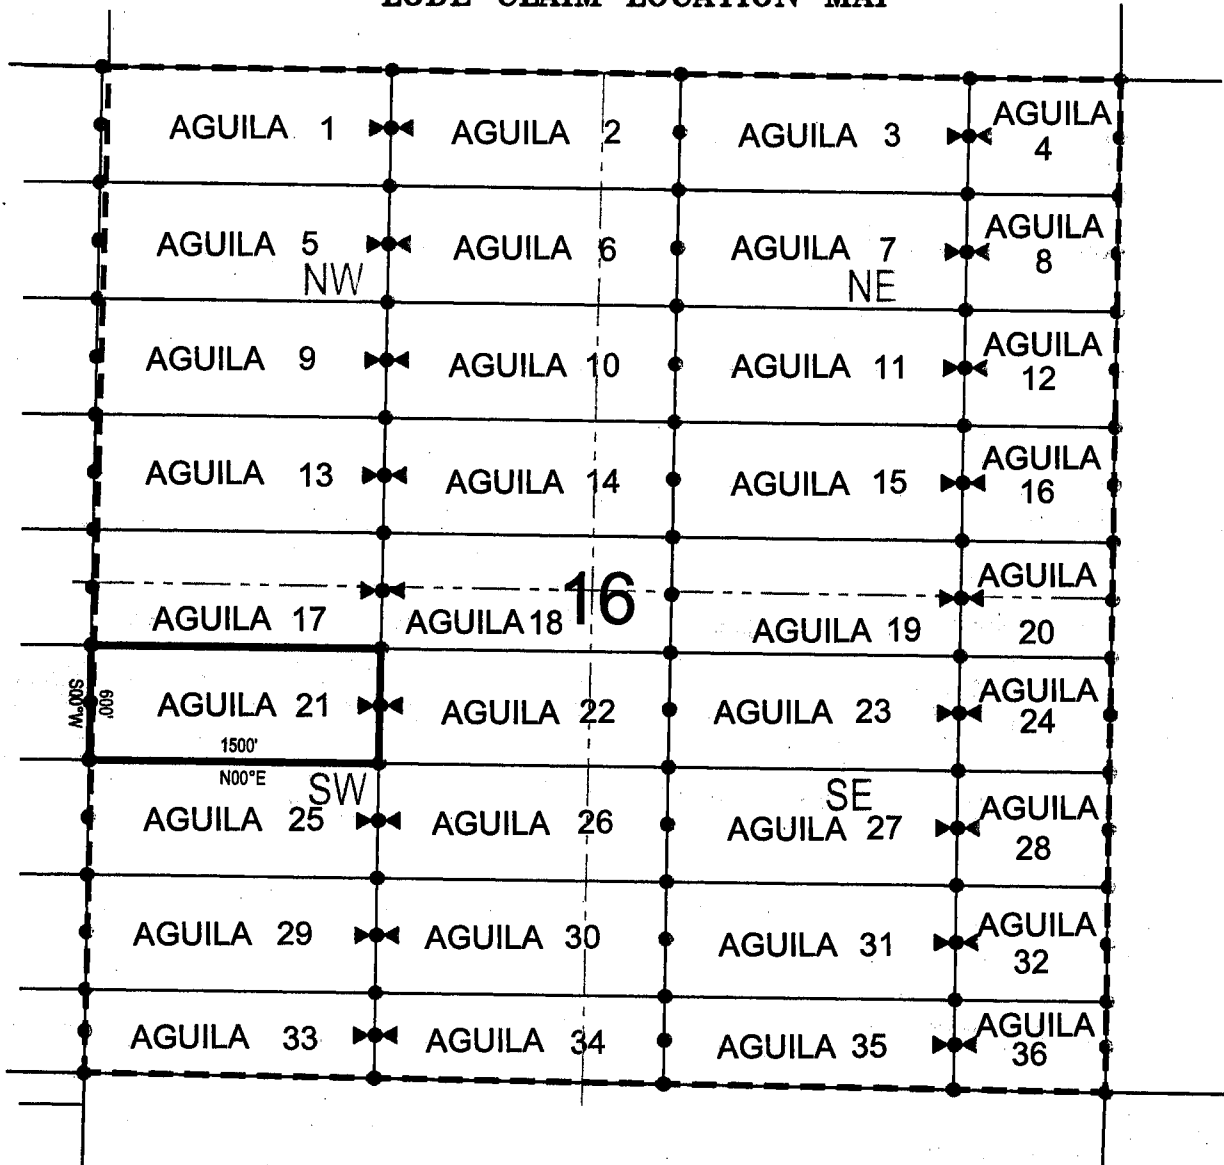 LODE CLAIM LOCATION MAP
AGUILA 1
AGUILA 2
AGUILA 3
AGUILA
4
AGUILA 5
AGUILA 6
AGUILA 7
AGUILA
8
NW
NE
AGUILA 9
AGUILA 10
AGUILA 11
AGUILA
12
AGUILA 13
AGUILA 14
AGUILA 15
AGUILA
16
16
AGUILA 17
AGUILA 18
AGUILA 19
AGUILA
20
S00°W
600'
AGUILA 21
AGUILA 22
AGUILA 23
AGUILA
24
1500'
N00°E
SW
SE
AGUILA 25
AGUILA 26
AGUILA 27
AGUILA
28
AGUILA 29
AGUILA 30
AGUILA 31
AGUILA
32
AGUILA 33
AGUILA 34
AGUILA 35
AGUILA
36